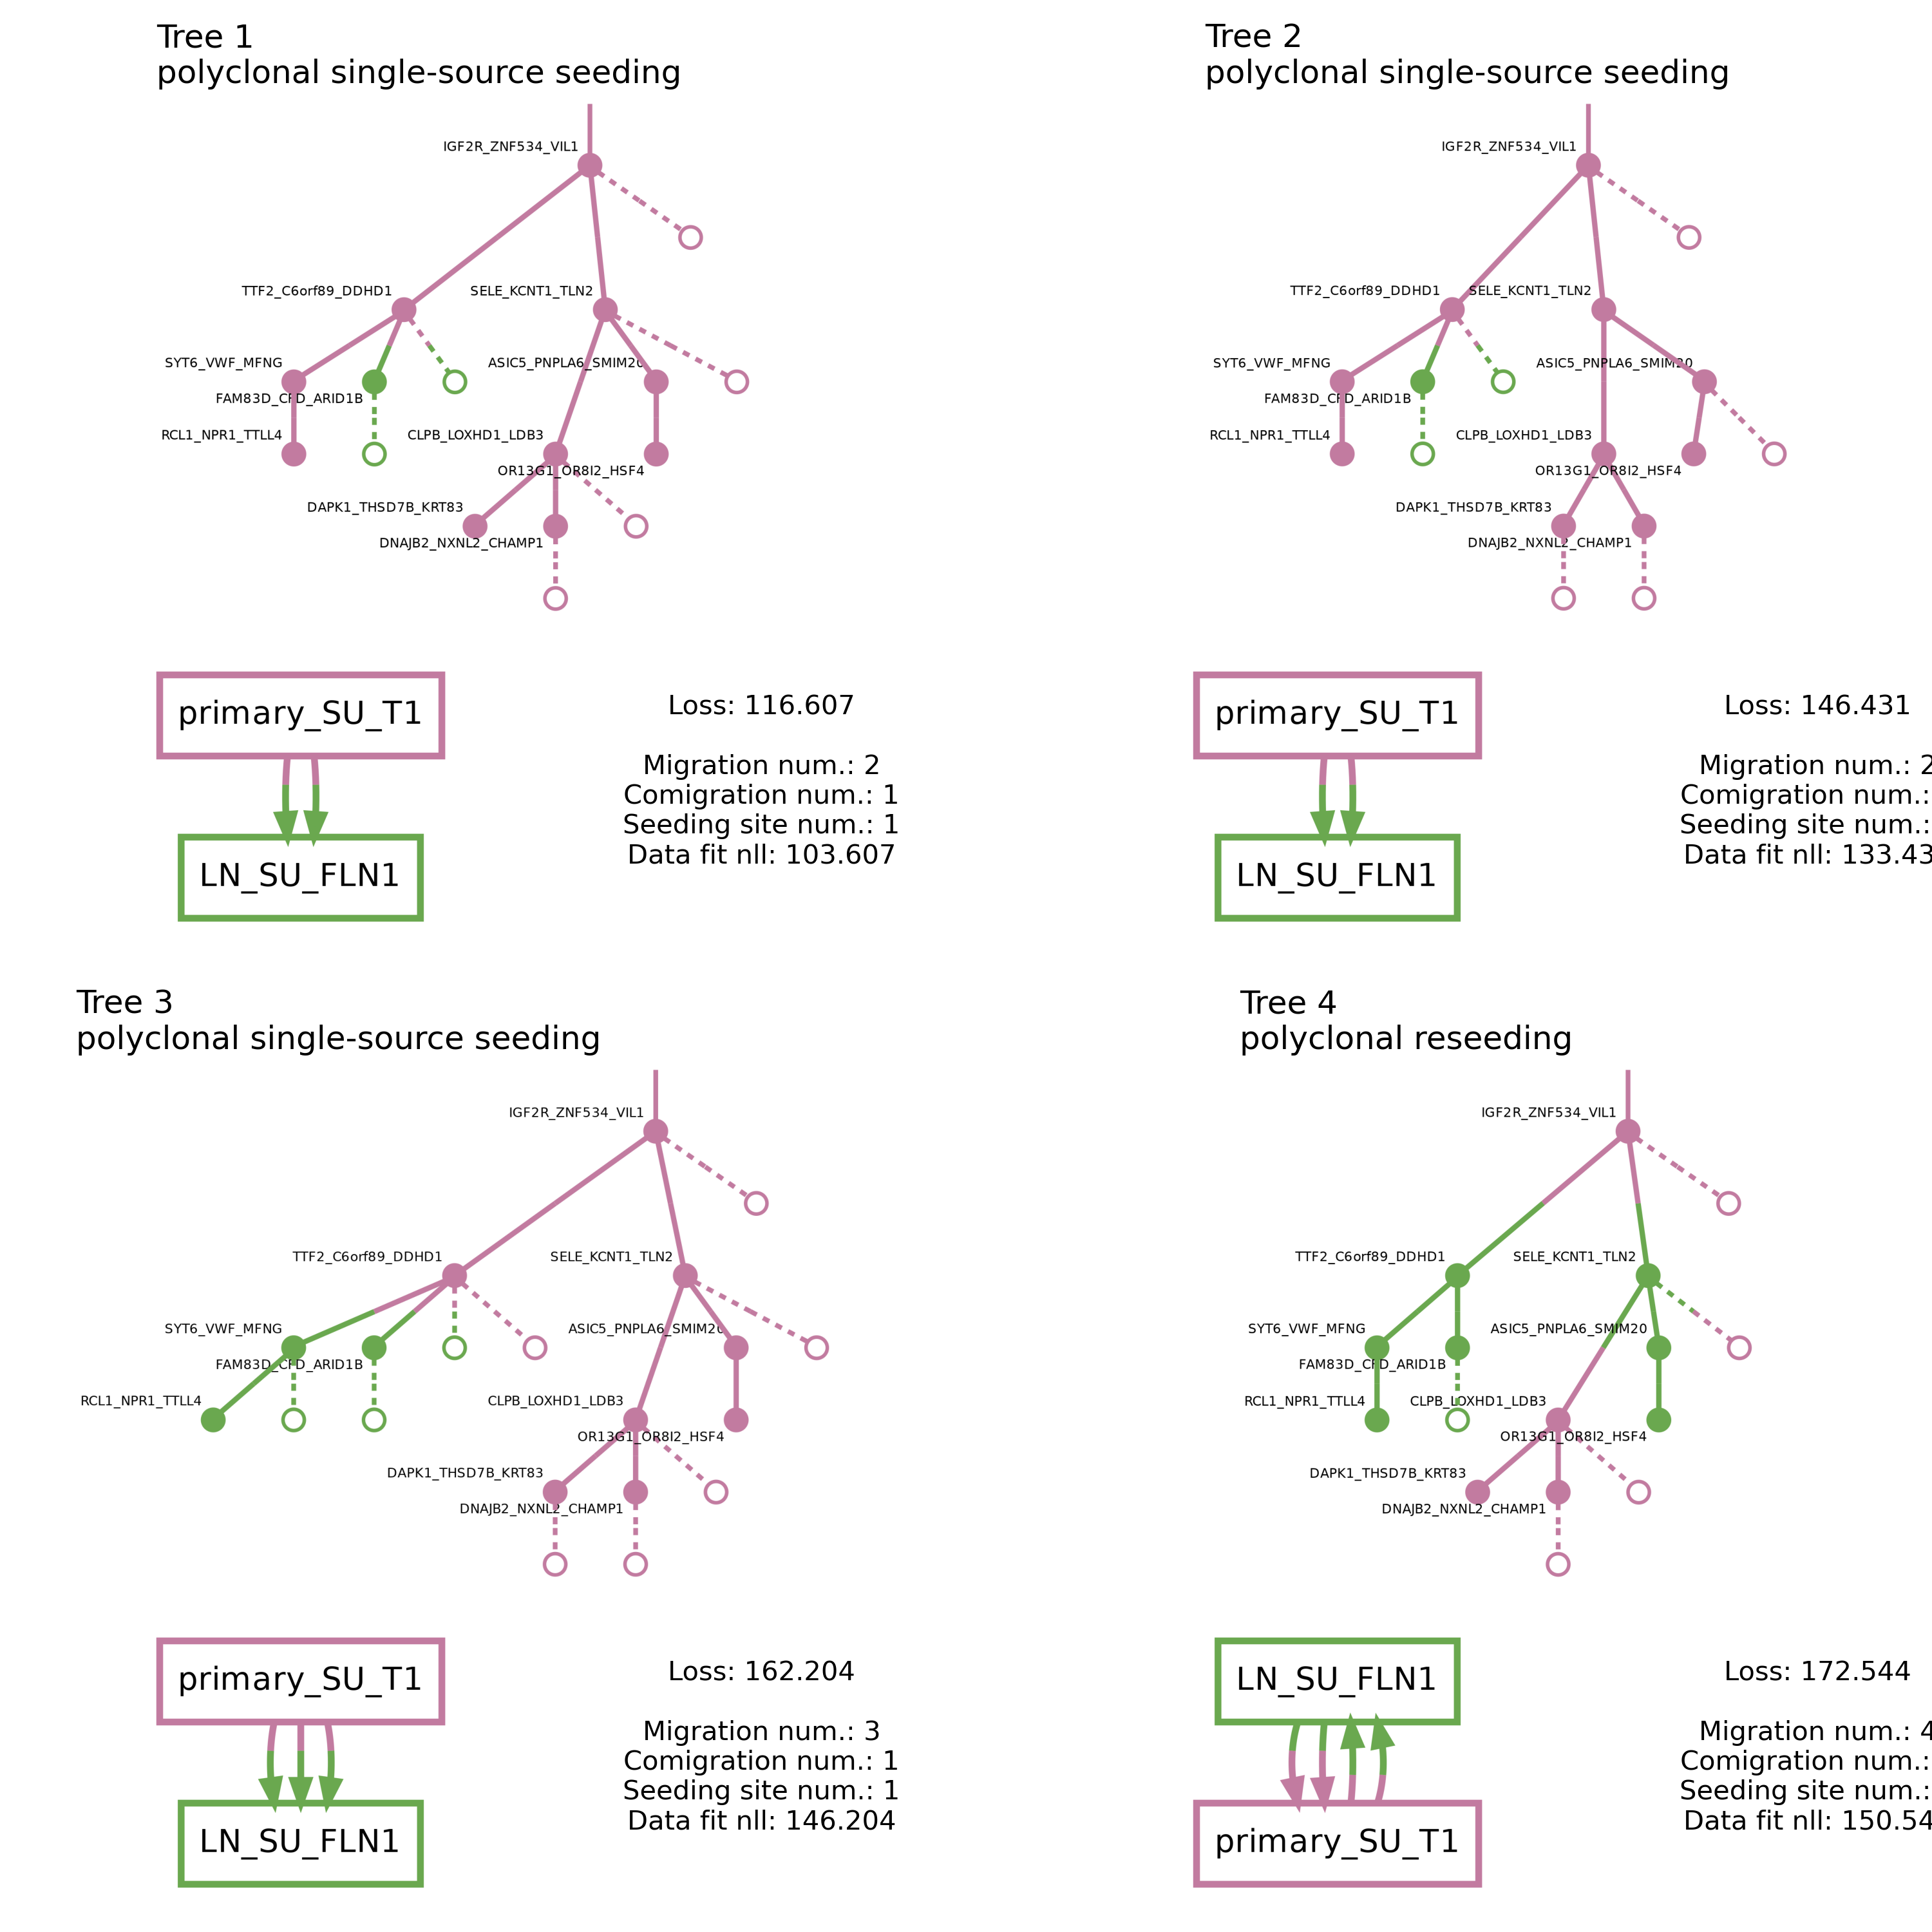 Tree 1
polyclonal single-source seeding
IGF2R_ZNF534_VIL1
TTF2_C6orf89_DDHD1
SELE_KCNT1_TLN2
SYT6_VWF_MFNG
ASIC5_PNPLA6_SMIM20
FAM83D_CFD_ARID1B
RCL1_NPR1_TTLL4
CLPB_LOXHD1_LDB3
OR13G1_OR8I2_HSF4
DAPK1_THSD7B_KRT83
DNAJB2_NXNL2_CHAMP1
primary_SU_T1
LN_SU_FLN1
Loss: 116.607
Migration num.: 2
Comigration num.: 1
Seeding site num.: 1
Data fit nll: 103.607
Tree 2
polyclonal single-source seeding
IGF2R_ZNF534_VIL1
TTF2_C6orf89_DDHD1
SELE_KCNT1_TLN2
SYT6_VWF_MFNG
ASIC5_PNPLA6_SMIM20
FAM83D_CFD_ARID1B
RCL1_NPR1_TTLL4
CLPB_LOXHD1_LDB3
OR13G1_OR8I2_HSF4
DAPK1_THSD7B_KRT83
DNAJB2_NXNL2_CHAMP1
primary_SU_T1
LN_SU_FLN1
Loss: 146.431
Migration num.: 2
Comigration num.:
Seeding site num.:
Data fit nll: 133.43
Tree 3
polyclonal single-source seeding
IGF2R_ZNF534_VIL1
TTF2_C6orf89_DDHD1
SELE_KCNT1_TLN2
SYT6_VWF_MFNG
ASIC5_PNPLA6_SMIM20
FAM83D_CFD_ARID1B
RCL1_NPR1_TTLL4
CLPB_LOXHD1_LDB3
OR13G1_OR8I2_HSF4
DAPK1_THSD7B_KRT83
DNAJB2_NXNL2_CHAMP1
primary_SU_T1
LN_SU_FLN1
Loss: 162.204
Migration num.: 3
Comigration num.: 1
Seeding site num.: 1
Data fit nll: 146.204
Tree 4
polyclonal reseeding
IGF2R_ZNF534_VIL1
TTF2_C6orf89_DDHD1
SELE_KCNT1_TLN2
SYT6_VWF_MFNG
ASIC5_PNPLA6_SMIM20
FAM83D_CFD_ARID1B
RCL1_NPR1_TTLL4
CLPB_LOXHD1_LDB3
OR13G1_OR8I2_HSF4
DAPK1_THSD7B_KRT83
DNAJB2_NXNL2_CHAMP1
LN_SU_FLN1
primary_SU_T1
Loss: 172.544
Migration num.: 4
Comigration num.:
Seeding site num.:
Data fit nll: 150.54